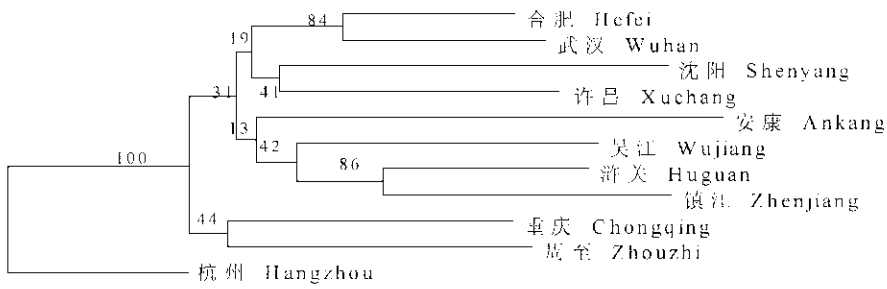 84
合肥 Hefei
19
武汉 Wuhan
沈阳 Shenyang
31
41
许昌 Xuchang
安康 Ankang
13
42
吴江 Wujiang
100
86
浒关 Huguan
镇江 Zhenjiang
44
重庆 Chongqing
周至 Zhouzhi
杭州 Hangzhou